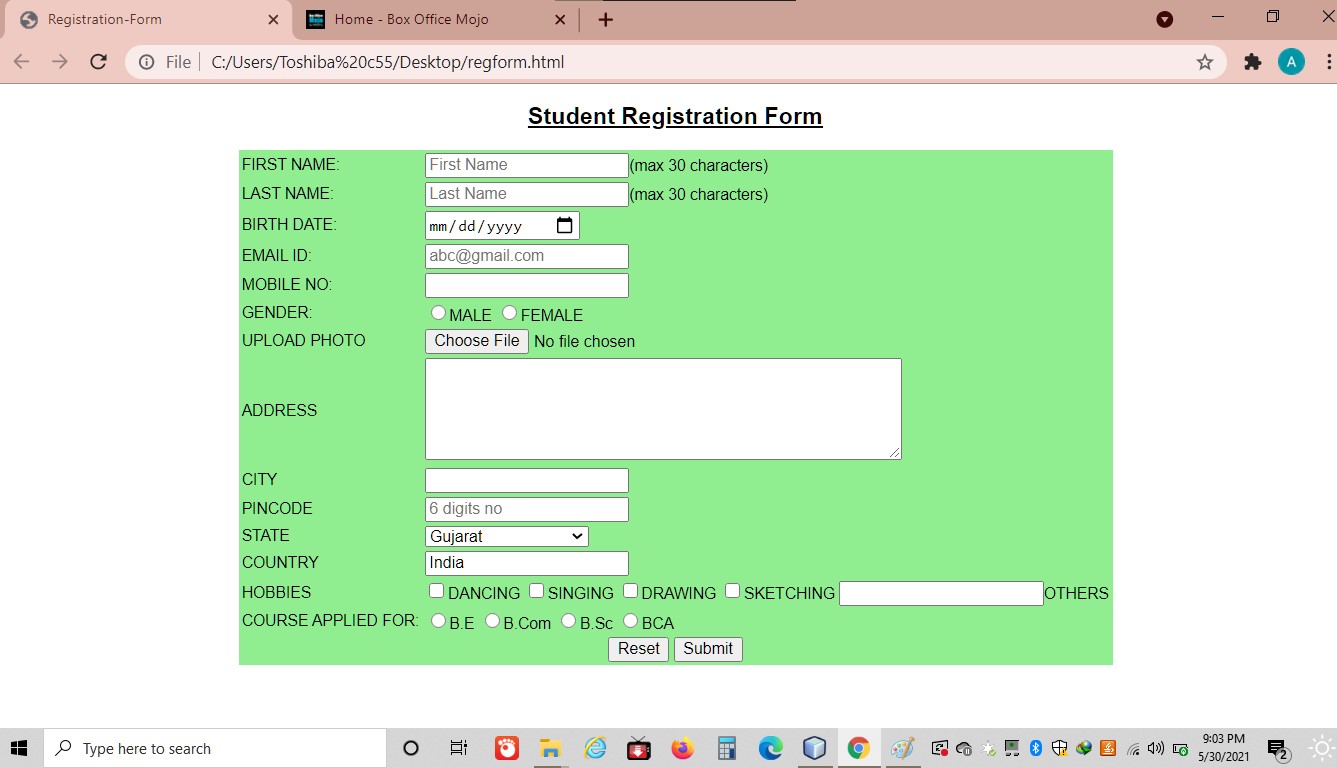 Registration-Form
Home - Box Office Mojo
File C:/Users/Toshiba%20c55/Desktop/regform.html
A
Student Registration Form
FIRST NAME: First Name (max 30 characters)
LAST NAME: Last Name (max 30 characters)
BIRTH DATE: mm/dd/yyyy
EMAIL ID: abc@gmail.com
MOBILE NO:
GENDER: MALE FEMALE
UPLOAD PHOTO Choose File No file chosen
ADDRESS
CITY
PINCODE 6 digits no
STATE Gujarat
COUNTRY India
HOBBIES DANCING SINGING DRAWING SKETCHING OTHERS
COURSE APPLIED FOR: B.E B.Com B.Sc BCA
Reset Submit
Type here to search
9:03 PM
5/30/2021
2